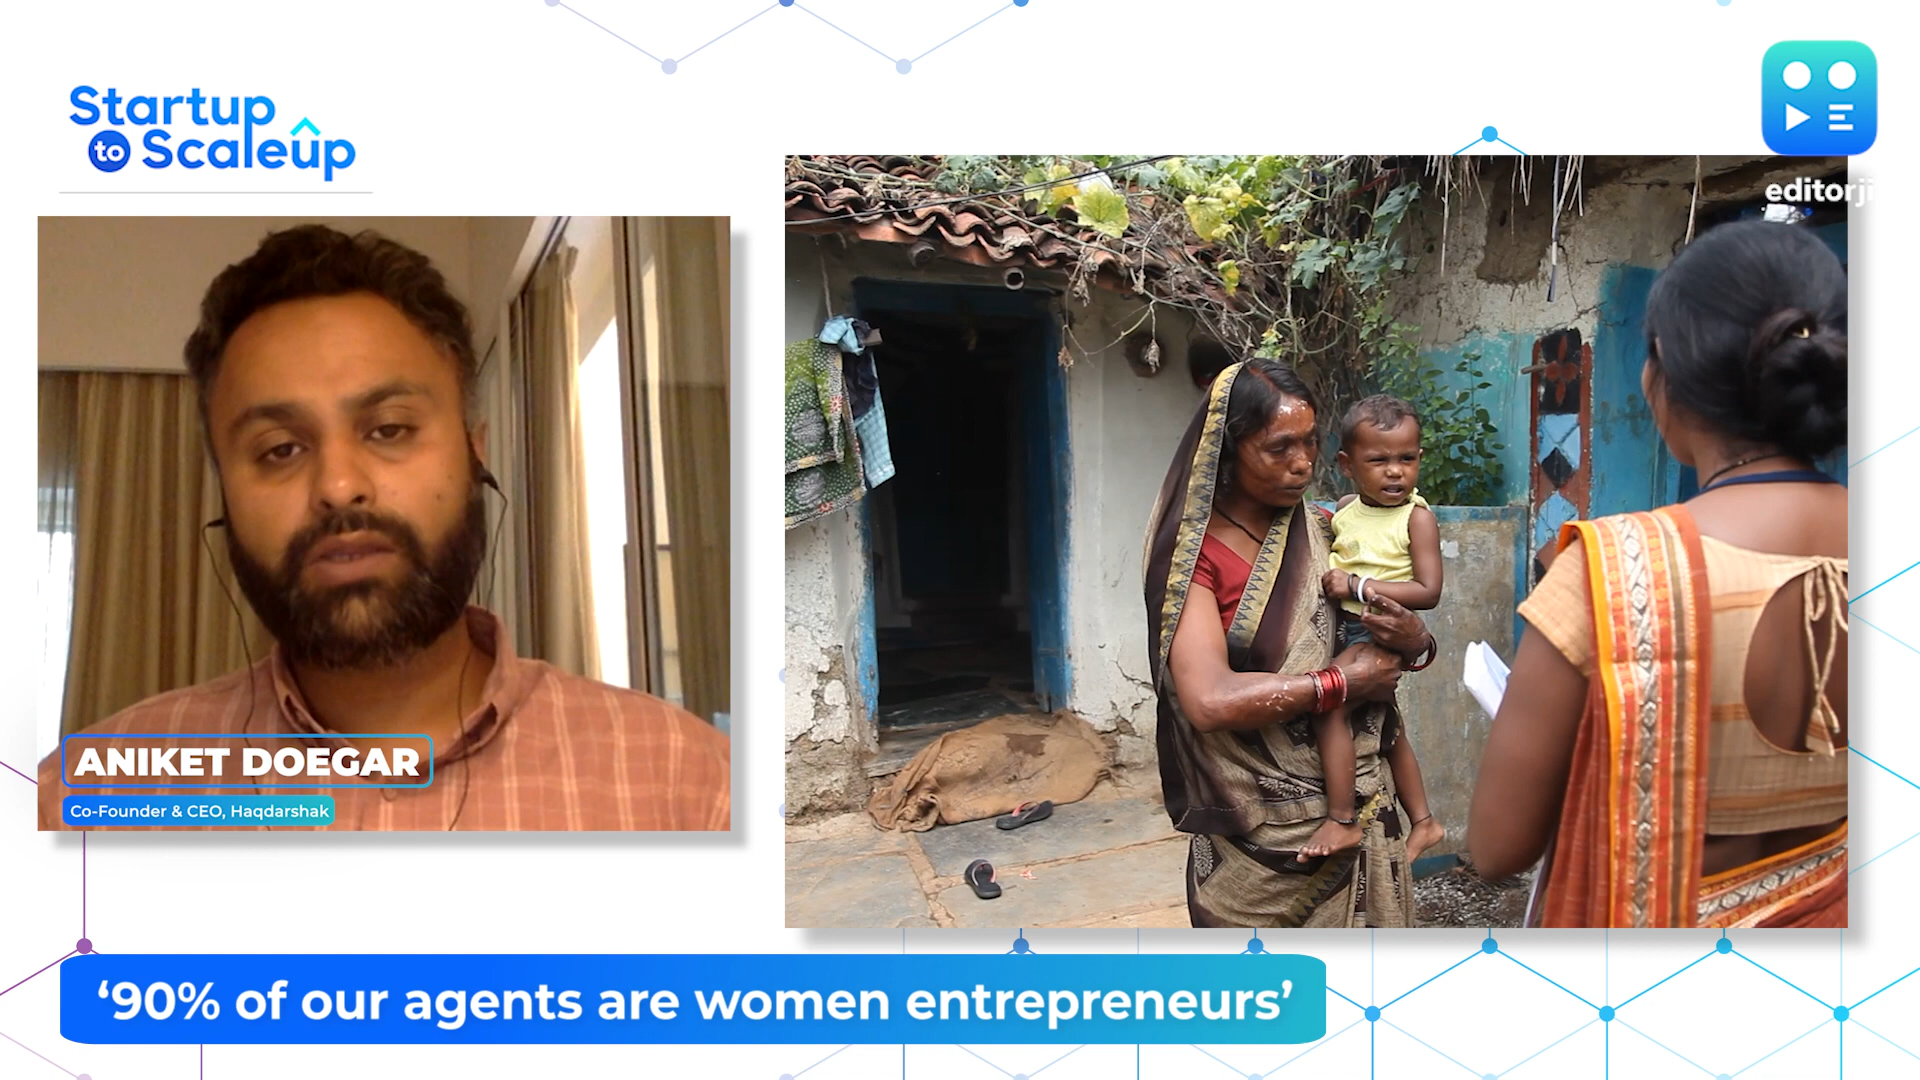 Startup
to Scaleup
editorji
ANIKET DOEGAR
Co-Founder & CEO, Haqdarshak
‘90% of our agents are women entrepreneurs’